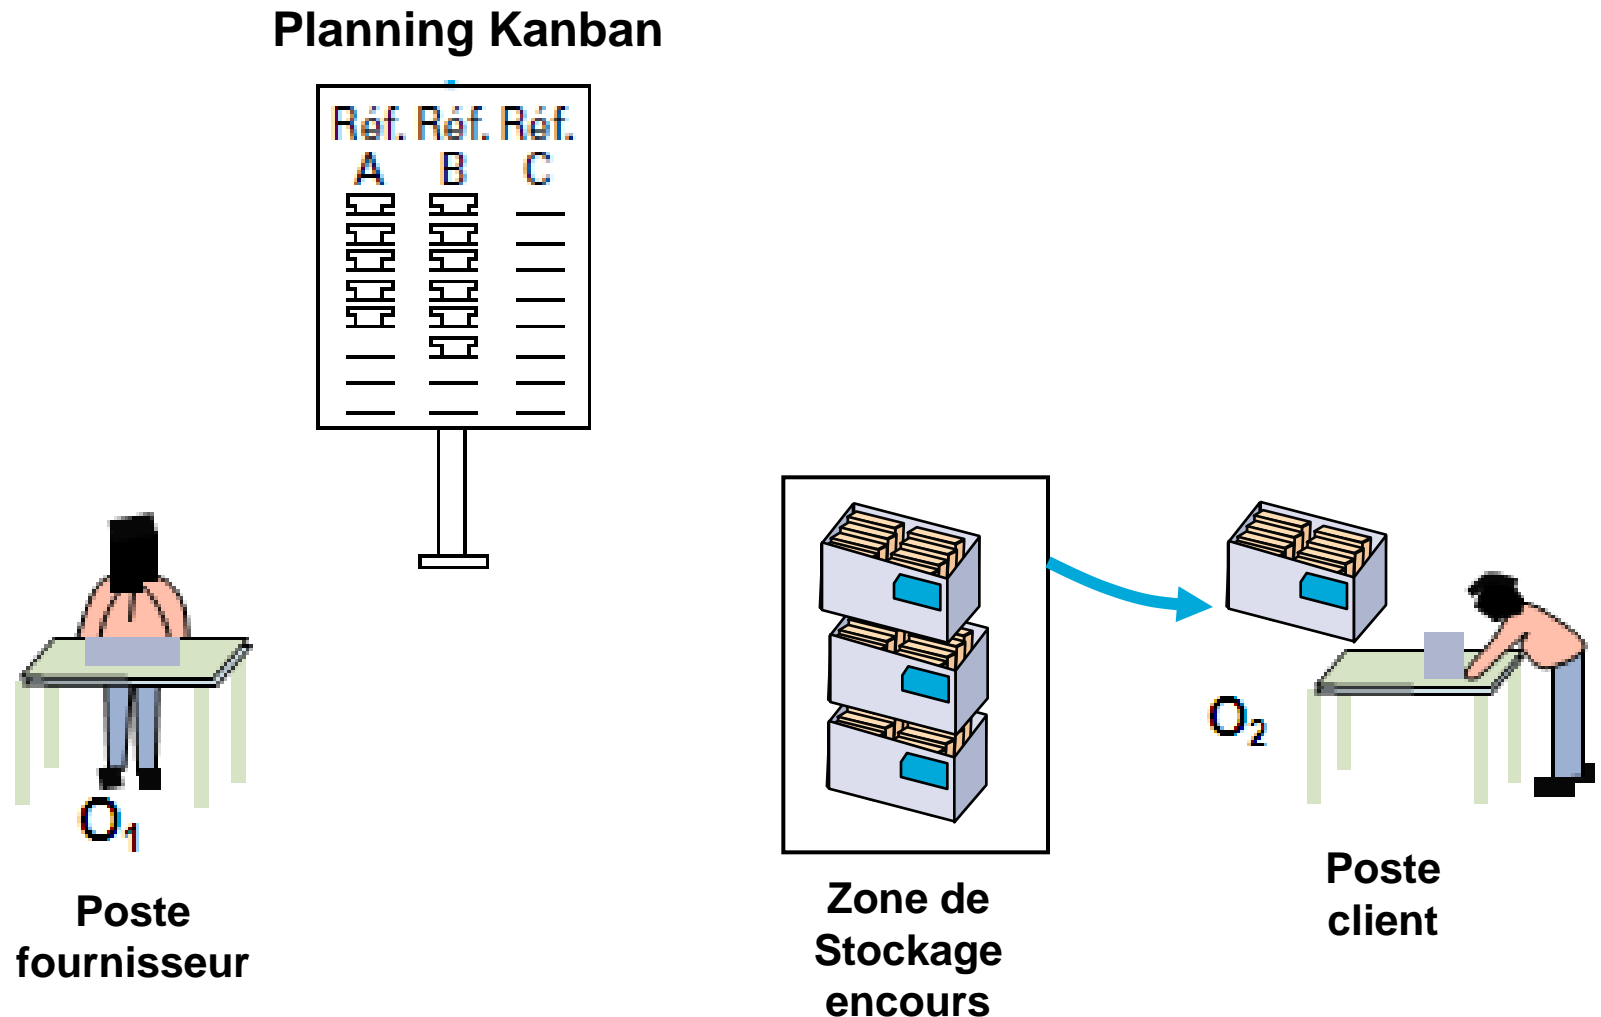 Planning Kanban
Réf. Réf. Réf.
A B C
O1
Poste
fournisseur
Zone de
Stockage
encours
O2
Poste
client